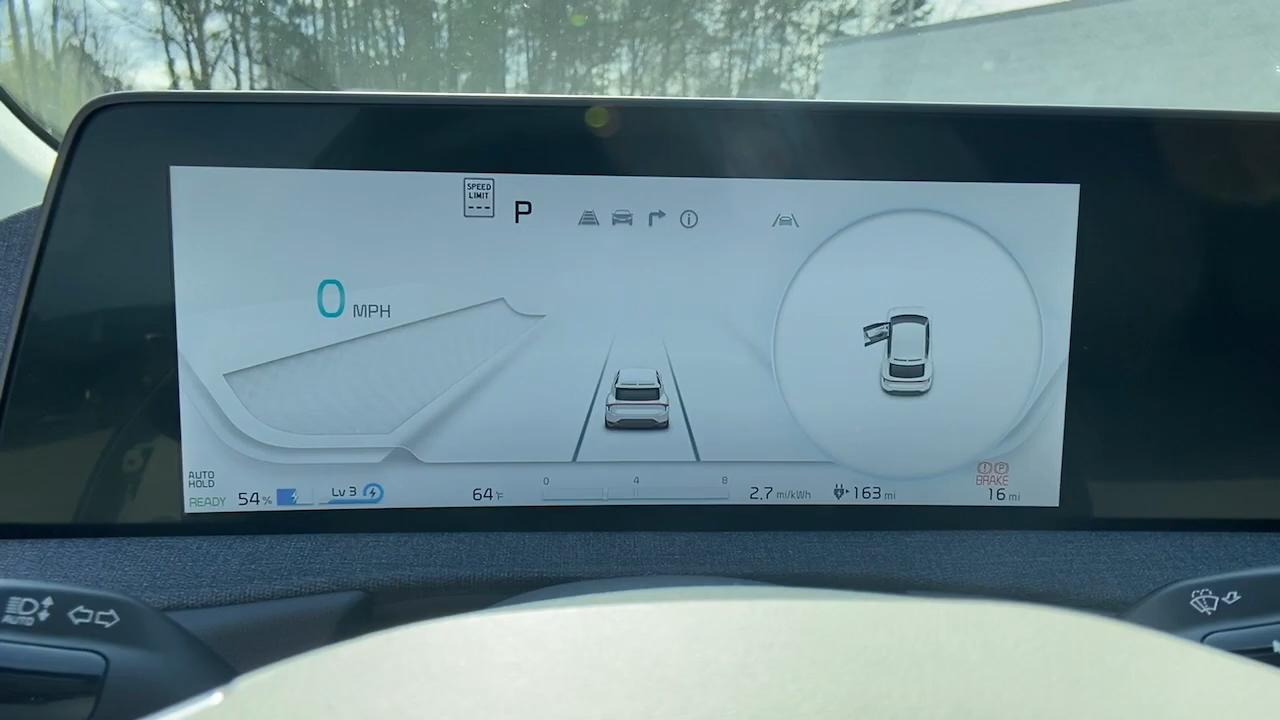 SPEED
LIMIT
---
P
0 MPH
AUTO
HOLD
READY
54%
Lv 3
64°F
0 4 8
2.7 mi/kWh
163 mi
BRAKE
16 mi
AUTO